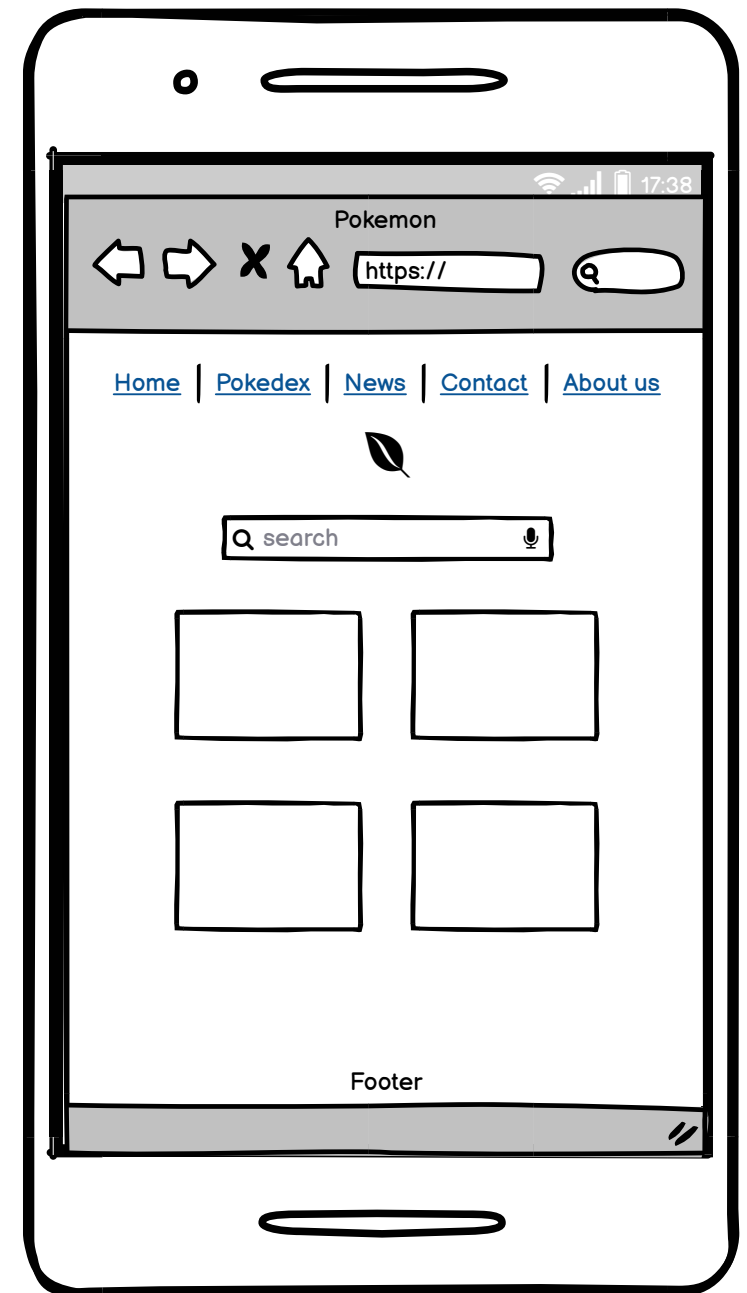 17:38
Pokemon
https://
Home | Pokedex | News | Contact | About us
search
Footer